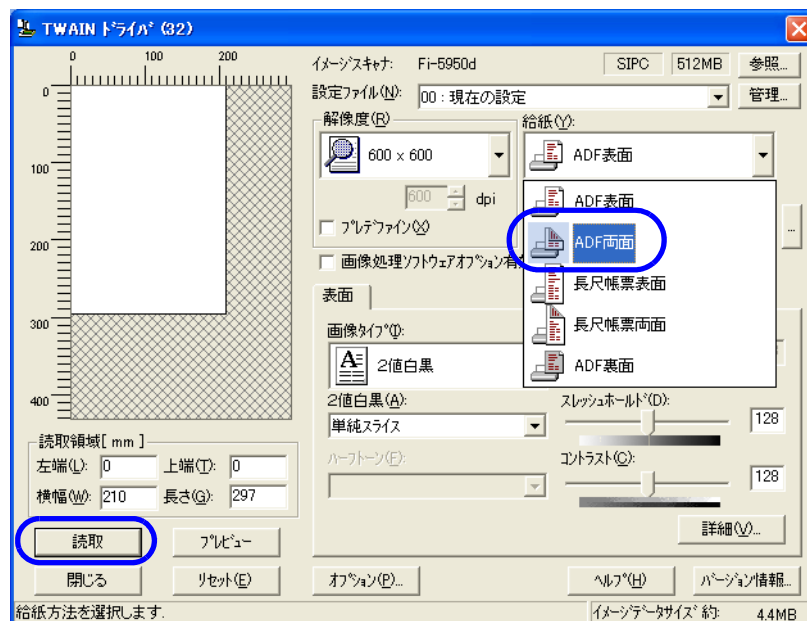 TWAIN ﾄﾞﾗｲﾊﾞ (32)
0 100 200
0
100
200
300
400
ｲﾒｰｼﾞｽｷｬﾅ: Fi-5950d SIPC 512MB 参照...
設定ﾌｧｲﾙ(N): 00 : 現在の設定 管理...
解像度(R)
600 × 600
600 dpi
ﾌﾟﾚﾃﾞﾌｧｲﾝ(X)
給紙(Y):
ADF表面
ADF表面
ADF両面
長尺帳票表面
長尺帳票両面
ADF裏面
...
画像処理ｿﾌﾄｳｪｱｵﾌﾟｼｮﾝ有
表面
画像ﾀｲﾌﾟ(I):
2値白黒
2値白黒(A):
単純ｽﾗｲｽ
ﾊｰﾌﾄｰﾝ(F):
ｽﾚｯｼｭﾎｰﾙﾄﾞ(D):
128
ｺﾝﾄﾗｽﾄ(C):
128
詳細(V)...
読取領域[ mm ]
左端(L): 0 上端(T): 0
横幅(W): 210 長さ(G): 297
読取 ﾌﾟﾚﾋﾞｭｰ
閉じる ﾘｾｯﾄ(E) ｵﾌﾟｼｮﾝ(P)... ﾍﾙﾌﾟ(H) ﾊﾞｰｼﾞｮﾝ情報...
給紙方法を選択します. ｲﾒｰｼﾞﾃﾞｰﾀｻｲｽﾞ 約: 4.4MB